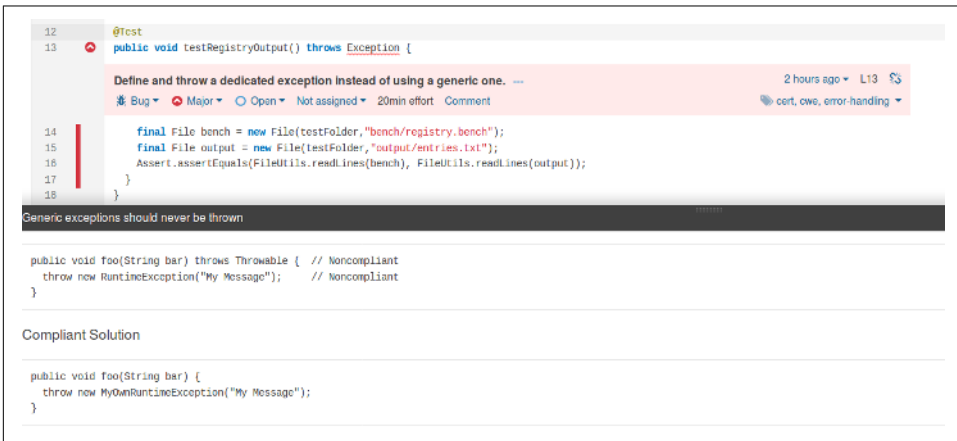 12 @Test
13 public void testRegistryOutput() throws Exception {
Define and throw a dedicated exception instead of using a generic one. ...
2 hours ago L13
Bug Major Open Not assigned 20min effort Comment
cert, cwe, error-handling
14 final File bench = new File(testFolder,"bench/registry.bench");
15 final File output = new File(testFolder,"output/entries.txt");
16 Assert.assertEquals(FileUtils.readLines(bench), FileUtils.readLines(output));
17 }
18 }
Generic exceptions should never be thrown
public void foo(String bar) throws Throwable { // Noncompliant
throw new RuntimeException("My Message"); // Noncompliant
}
Compliant Solution
public void foo(String bar) {
throw new MyOwnRuntimeException("My Message");
}